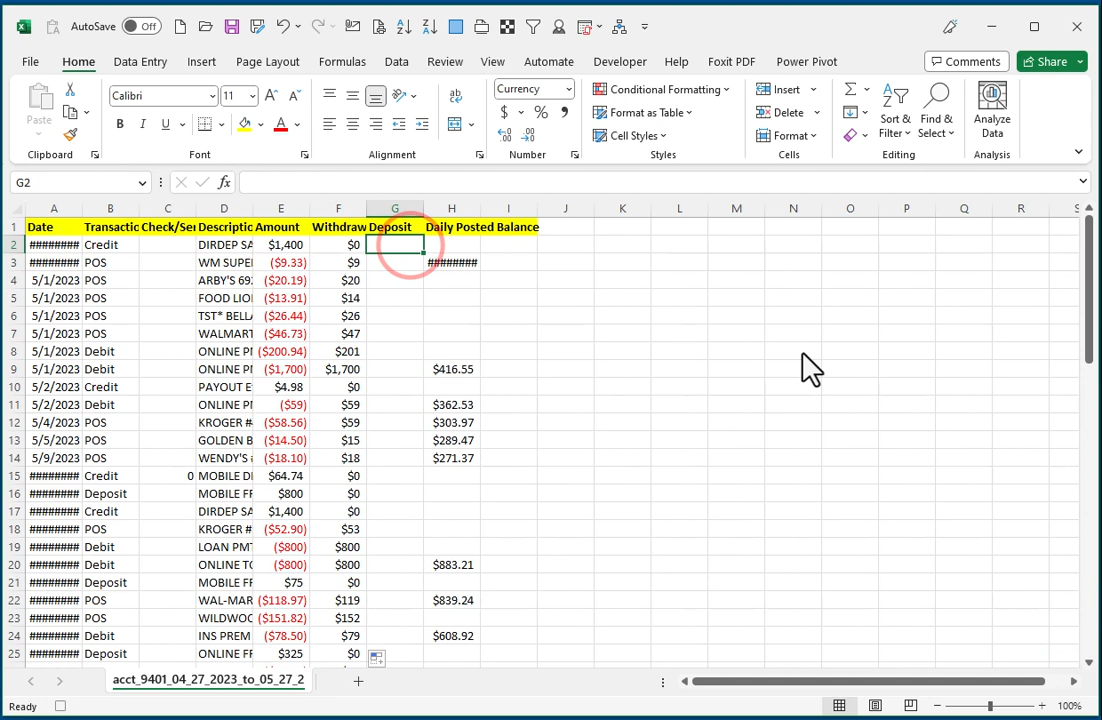 AutoSave Off
File Home Data Entry Insert Page Layout Formulas Data Review View Automate Developer Help Foxit PDF Power Pivot Comments Share
Paste Calibri 11 Currency Conditional Formatting Insert Sort & Find & Analyze
B I U $ % , Format as Table Delete Filter Select Data
Cell Styles Format
Clipboard Font Alignment Number Styles Cells Editing Analysis
G2 fx
A B C D E F G H I J K L M N O P Q R S
1 Date Transactic Check/Ser Descriptic Amount Withdraw Deposit Daily Posted Balance
2 ######## Credit DIRDEP SA $1,400 $0
3 ######## POS WM SUPE ($9.33) $9 ########
4 5/1/2023 POS ARBY'S 69 ($20.19) $20
5 5/1/2023 POS FOOD LIO ($13.91) $14
6 5/1/2023 POS TST* BELL ($26.44) $26
7 5/1/2023 POS WALMART ($46.73) $47
8 5/1/2023 Debit ONLINE P ($200.94) $201
9 5/1/2023 Debit ONLINE P ($1,700) $1,700 $416.55
10 5/2/2023 Credit PAYOUT E $4.98 $0
11 5/2/2023 Debit ONLINE P ($59) $59 $362.53
12 5/4/2023 POS KROGER # ($58.56) $59 $303.97
13 5/5/2023 POS GOLDEN B ($14.50) $15 $289.47
14 5/9/2023 POS WENDY'S ($18.10) $18 $271.37
15 ######## Credit 0 MOBILE D $64.74 $0
16 ######## Deposit MOBILE F $800 $0
17 ######## Credit DIRDEP SA $1,400 $0
18 ######## POS KROGER # ($52.90) $53
19 ######## Debit LOAN PMT ($800) $800
20 ######## Debit ONLINE TO ($800) $800 $883.21
21 ######## Deposit MOBILE F $75 $0
22 ######## POS WAL-MAR ($118.97) $119 $839.24
23 ######## POS WILDWOO ($151.82) $152
24 ######## Debit INS PREM ($78.50) $79 $608.92
25 ######## Deposit ONLINE F $325 $0
acct_9401_04_27_2023_to_05_27_2
Ready 100%